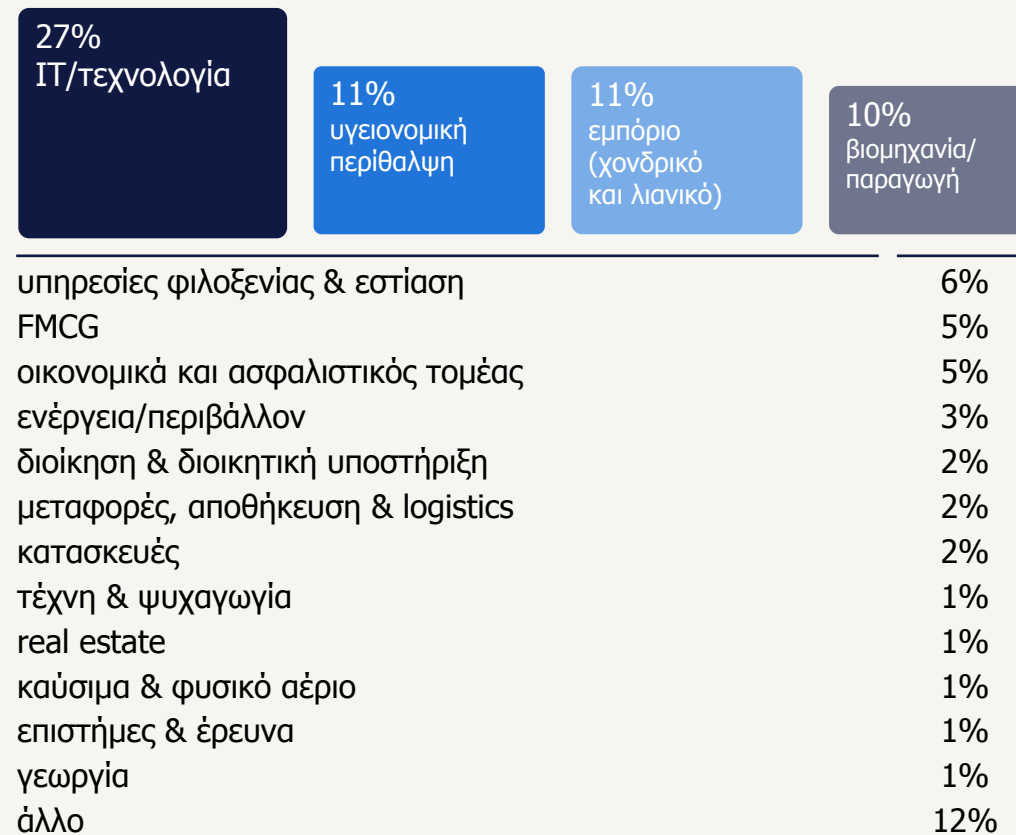 27%
IT/τεχνολογία
11%
υγειονομική
περίθαλψη
11%
εμπόριο
(χονδρικό
και λιανικό)
10%
βιομηχανία/
παραγωγή
υπηρεσίες φιλοξενίας & εστίαση 6%
FMCG 5%
οικονομικά και ασφαλιστικός τομέας 5%
ενέργεια/περιβάλλον 3%
διοίκηση & διοικητική υποστήριξη 2%
μεταφορές, αποθήκευση & logistics 2%
κατασκευές 2%
τέχνη & ψυχαγωγία 1%
real estate 1%
καύσιμα & φυσικό αέριο 1%
επιστήμες & έρευνα 1%
γεωργία 1%
άλλο 12%